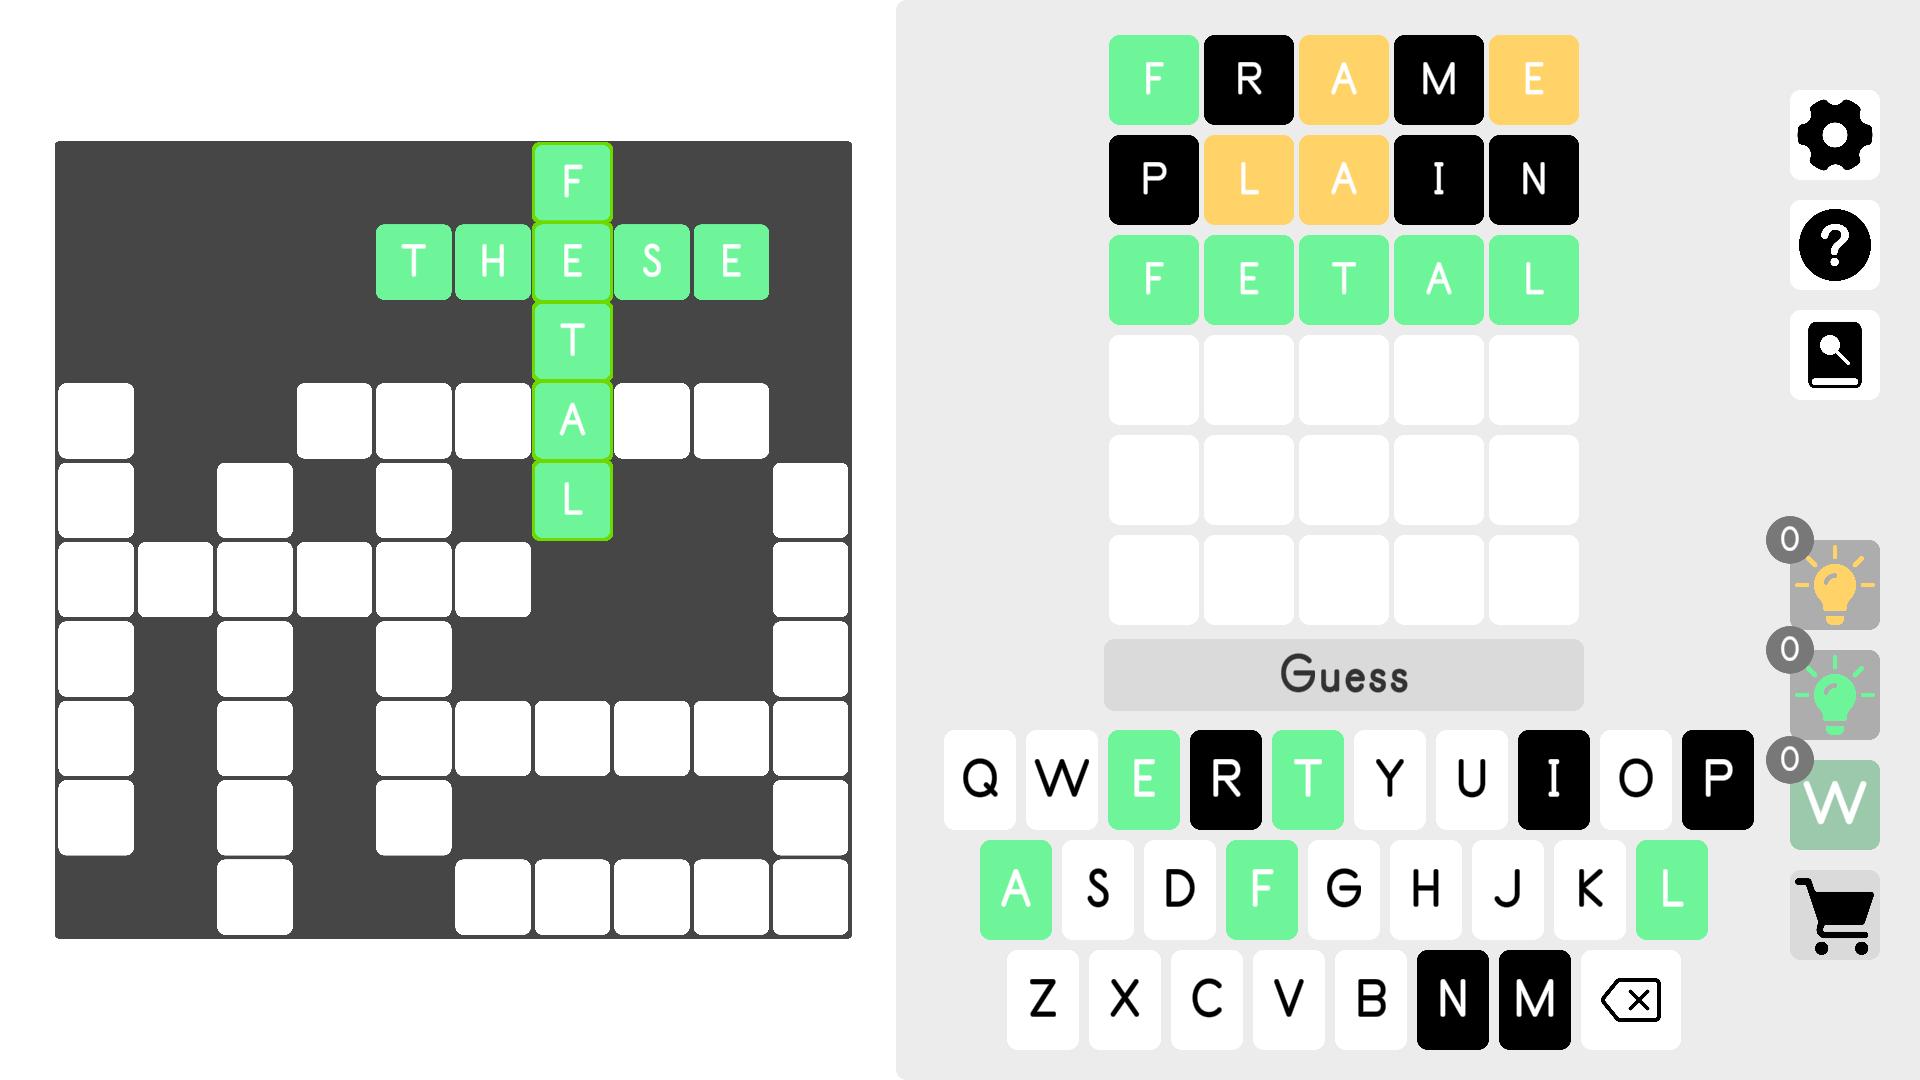 F
T H E S E
T
A
L
F R A M E
P L A I N
F E T A L
Guess
Q W E R T Y U I O P
A S D F G H J K L
Z X C V B N M
0
0
0
W